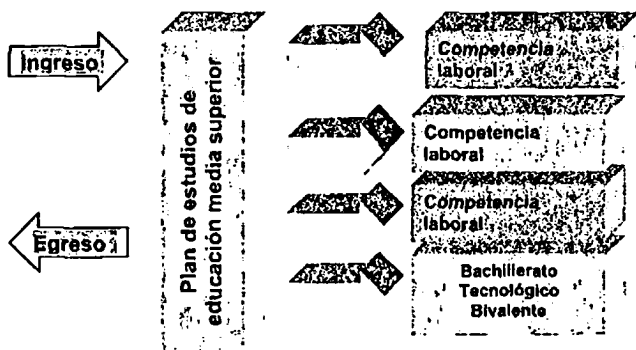 Ingreso
Plan de estudios de
educación media superior
Egreso
Competencia
laboral
Competencia
laboral
Competencia
laboral
Bachillerato
Tecnológico
Bivalente